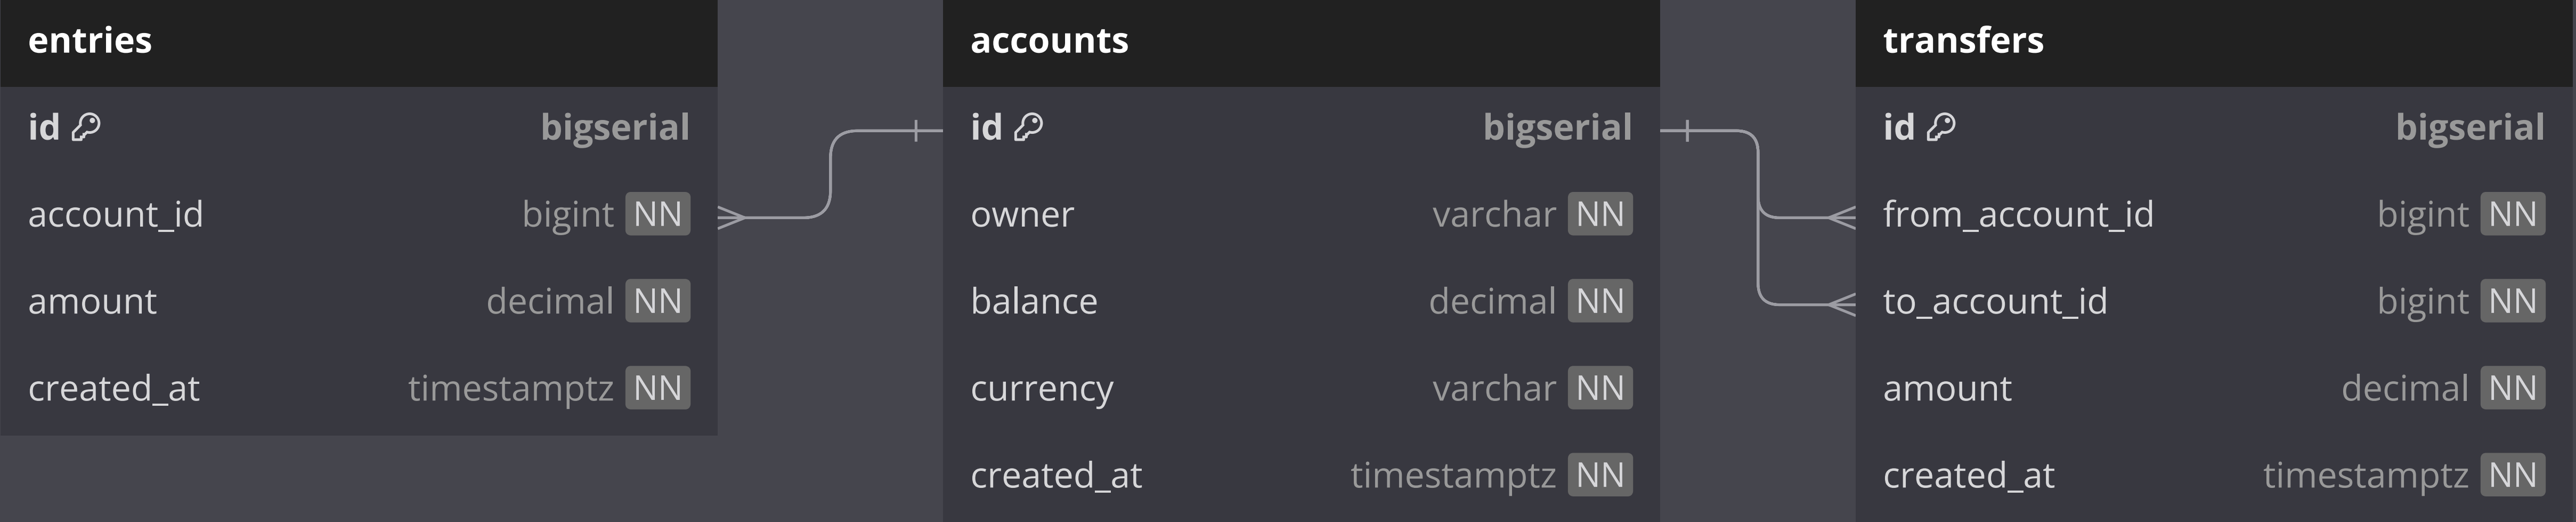 entries
id bigserial
account_id bigint NN
amount decimal NN
created_at timestamptz NN
accounts
id bigserial
owner varchar NN
balance decimal NN
currency varchar NN
created_at timestamptz NN
transfers
id bigserial
from_account_id bigint NN
to_account_id bigint NN
amount decimal NN
created_at timestamptz NN